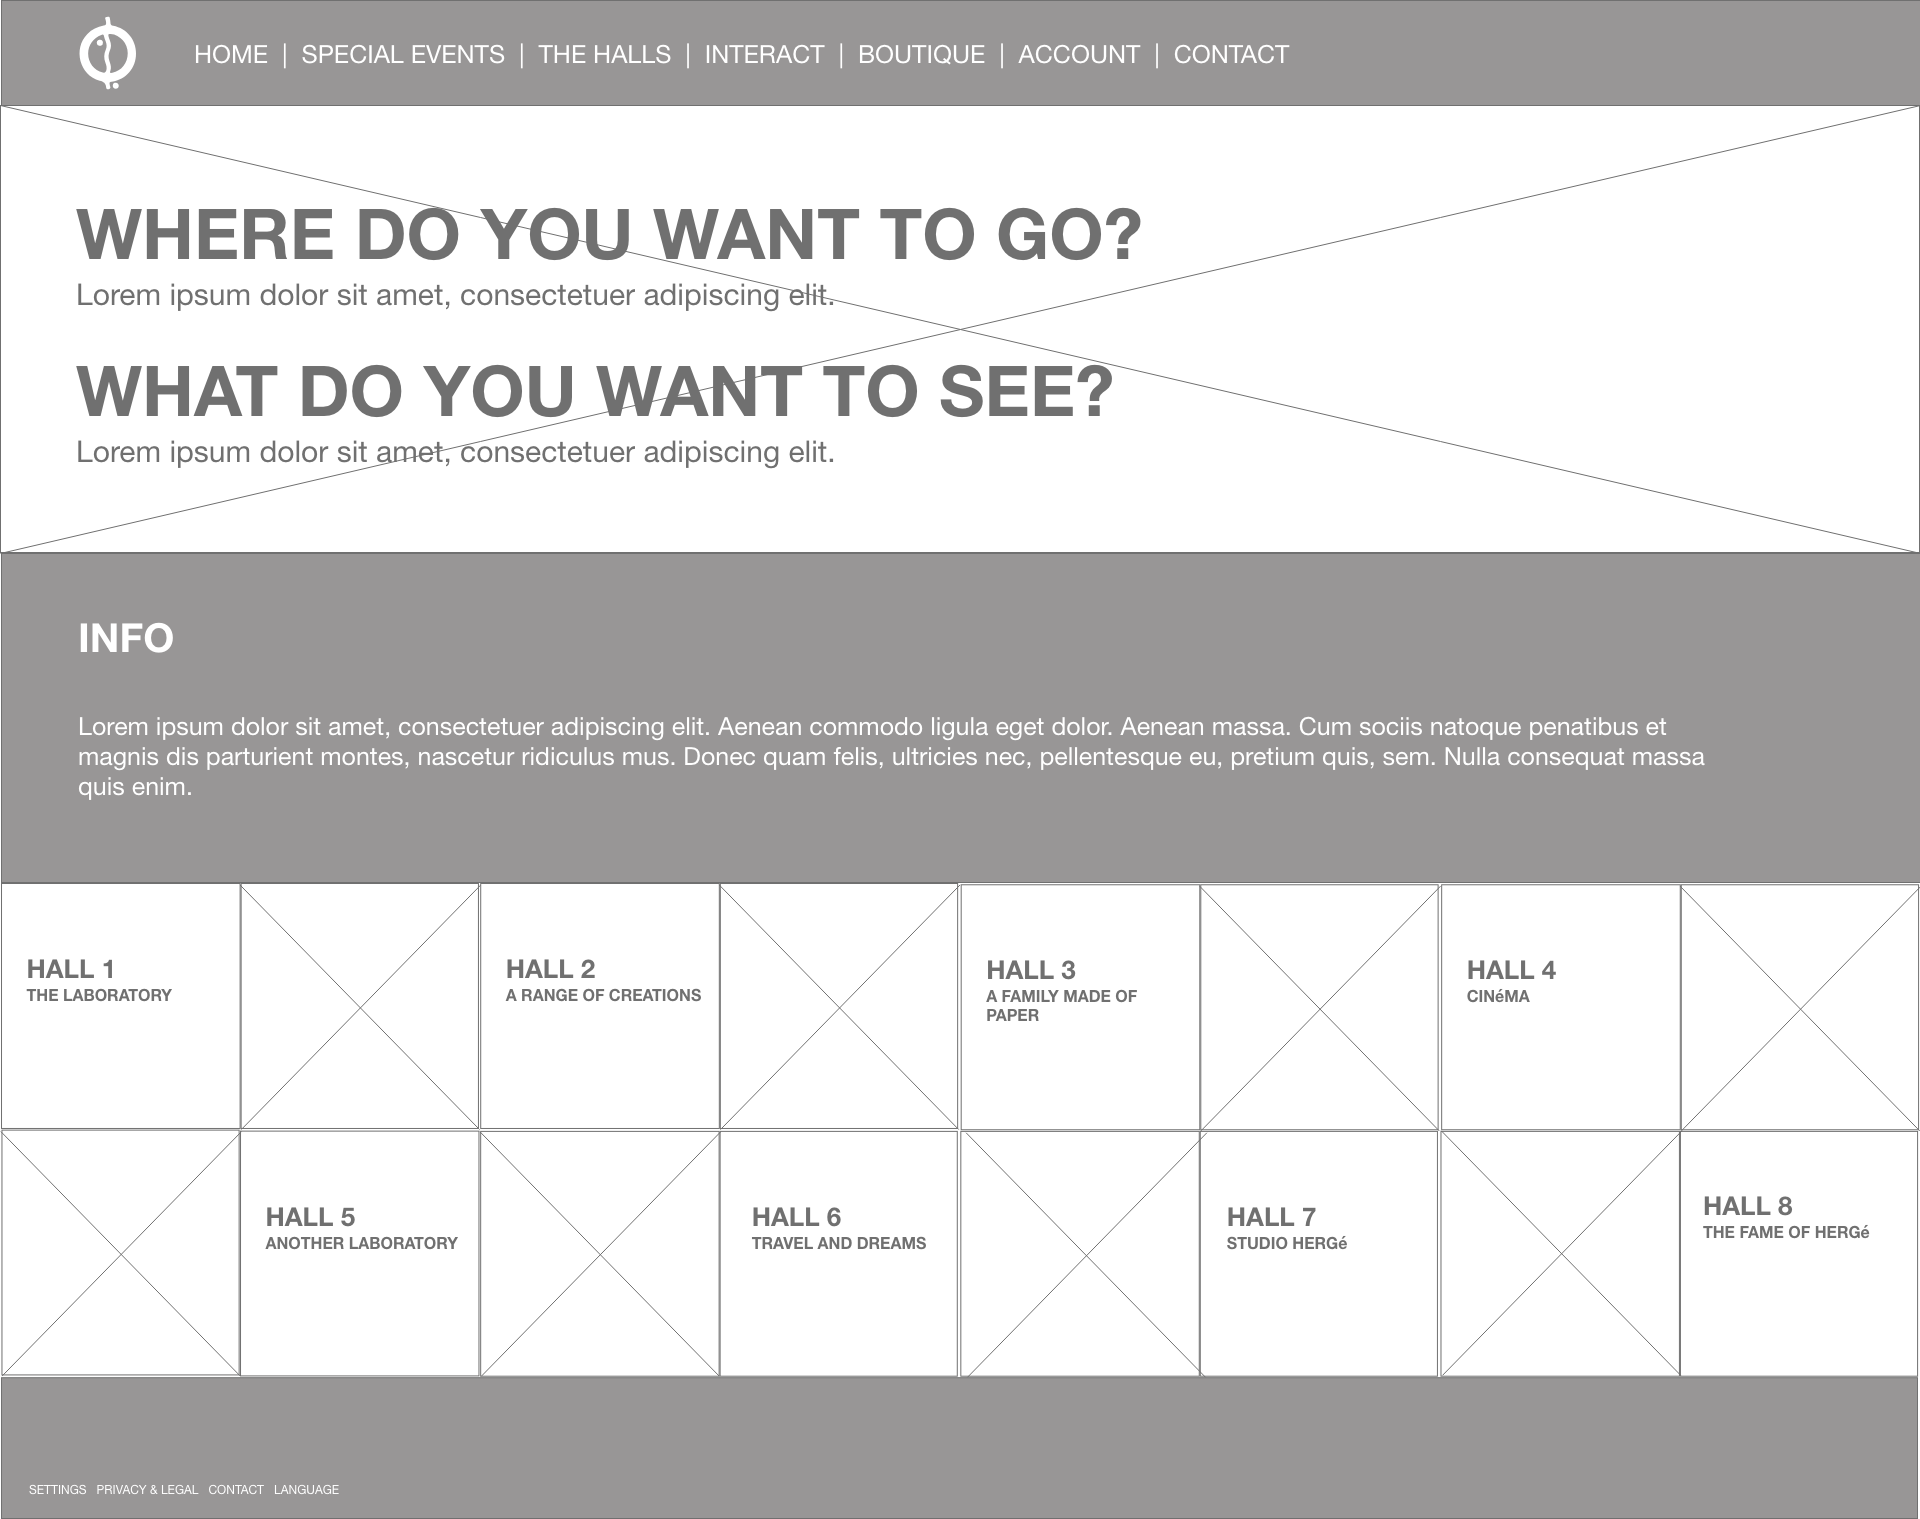 HOME | SPECIAL EVENTS | THE HALLS | INTERACT | BOUTIQUE | ACCOUNT | CONTACT
WHERE DO YOU WANT TO GO?
Lorem ipsum dolor sit amet, consectetuer adipiscing elit.
WHAT DO YOU WANT TO SEE?
Lorem ipsum dolor sit amet, consectetuer adipiscing elit.
INFO
Lorem ipsum dolor sit amet, consectetuer adipiscing elit. Aenean commodo ligula eget dolor. Aenean massa. Cum sociis natoque penatibus et
magnis dis parturient montes, nascetur ridiculus mus. Donec quam felis, ultricies nec, pellentesque eu, pretium quis, sem. Nulla consequat massa
quis enim.
HALL 1
THE LABORATORY
HALL 2
A RANGE OF CREATIONS
HALL 3
A FAMILY MADE OF
PAPER
HALL 4
CINéMA
HALL 5
ANOTHER LABORATORY
HALL 6
TRAVEL AND DREAMS
HALL 7
STUDIO HERGé
HALL 8
THE FAME OF HERGé
SETTINGS PRIVACY & LEGAL CONTACT LANGUAGE